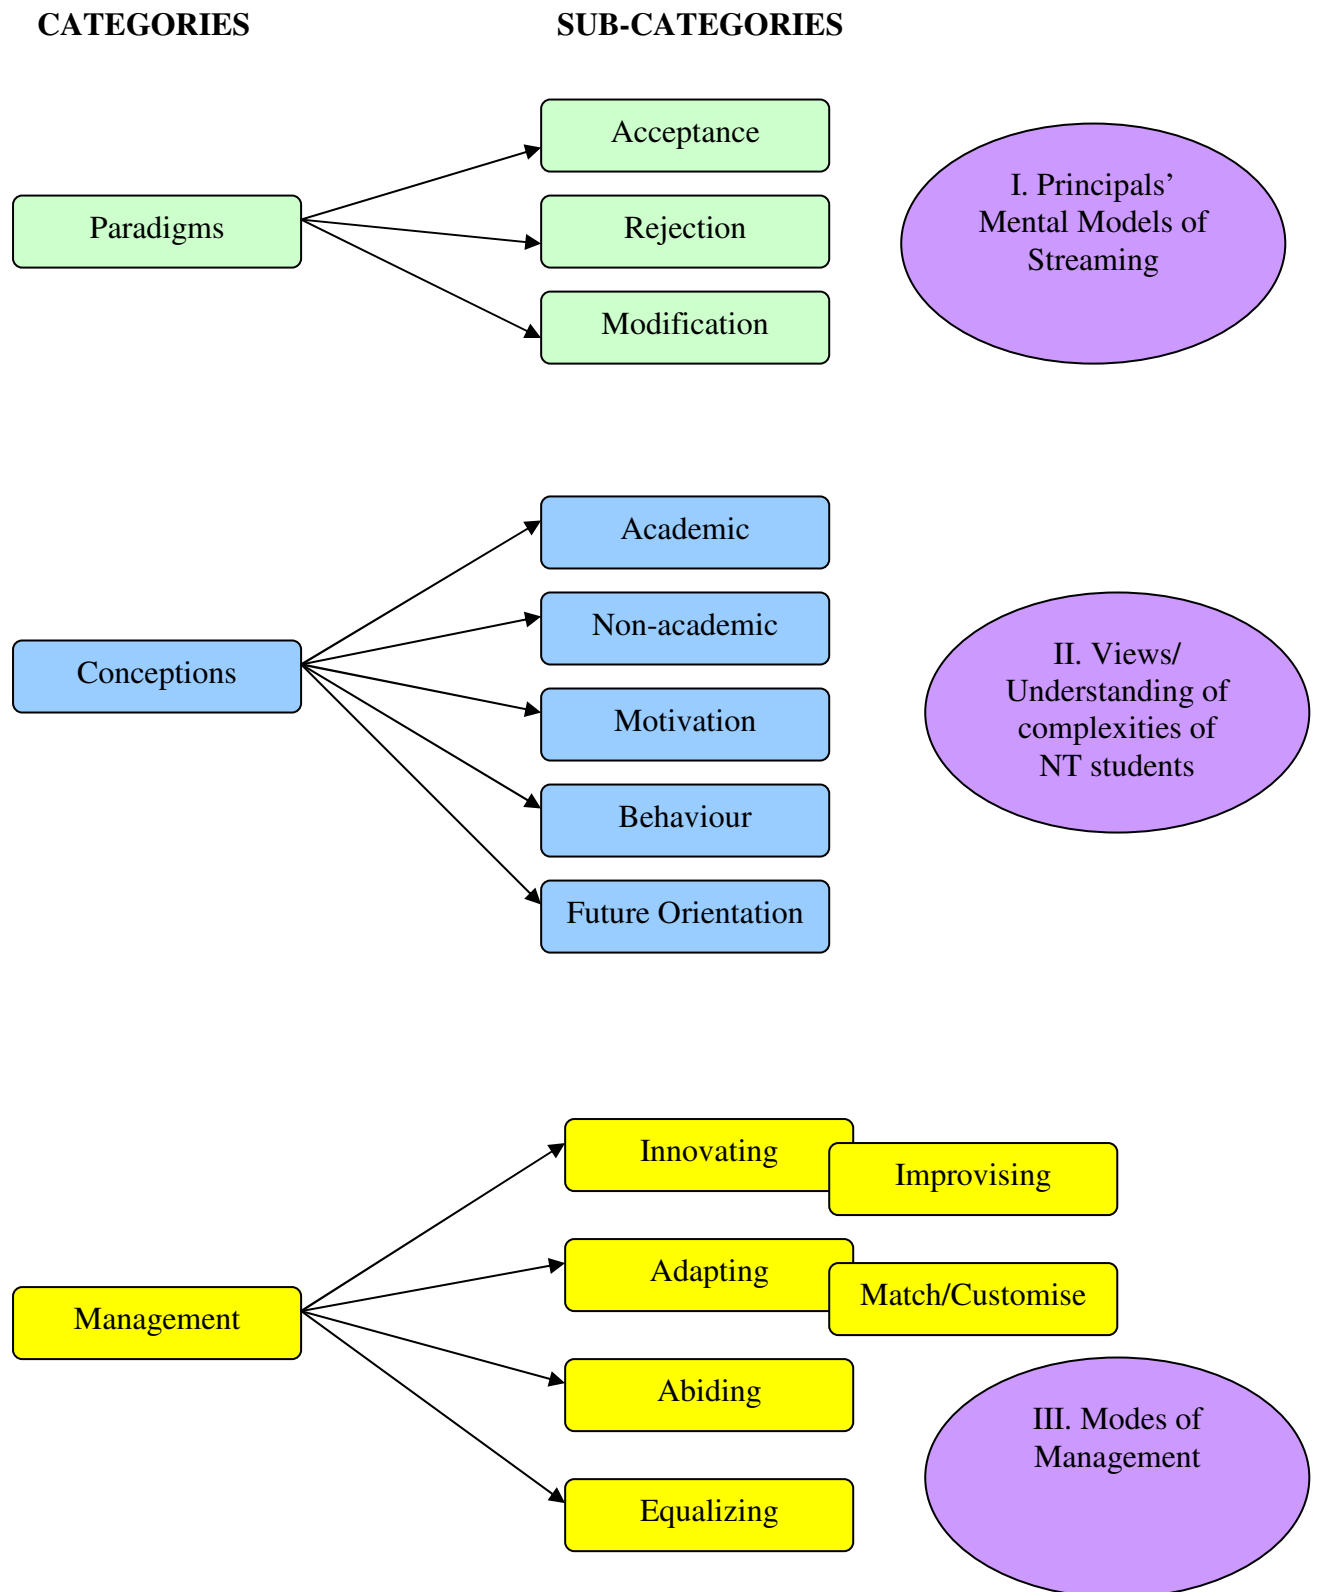 CATEGORIES
SUB-CATEGORIES
Acceptance
Paradigms
Rejection
Modification
I. Principals’
Mental Models of
Streaming
Academic
Non-academic
Conceptions
Motivation
Behaviour
Future Orientation
II. Views/
Understanding of
complexities of
NT students
Innovating
Improvising
Adapting
Match/Customise
Management
Abiding
Equalizing
III. Modes of
Management